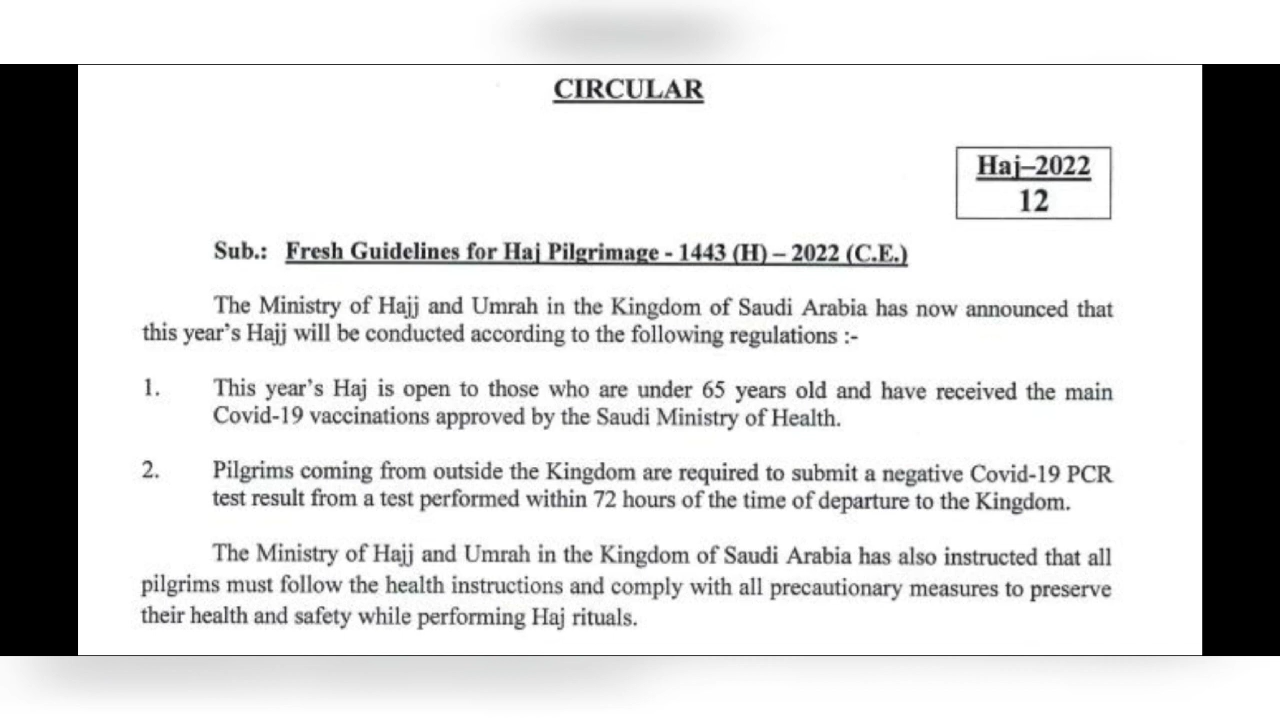 CIRCULAR
Haj–2022
12
Sub.: Fresh Guidelines for Haj Pilgrimage - 1443 (H) – 2022 (C.E.)
The Ministry of Hajj and Umrah in the Kingdom of Saudi Arabia has now announced that
this year's Hajj will be conducted according to the following regulations :-
1. This year's Haj is open to those who are under 65 years old and have received the main
Covid-19 vaccinations approved by the Saudi Ministry of Health.
2. Pilgrims coming from outside the Kingdom are required to submit a negative Covid-19 PCR
test result from a test performed within 72 hours of the time of departure to the Kingdom.
The Ministry of Hajj and Umrah in the Kingdom of Saudi Arabia has also instructed that all
pilgrims must follow the health instructions and comply with all precautionary measures to preserve
their health and safety while performing Haj rituals.